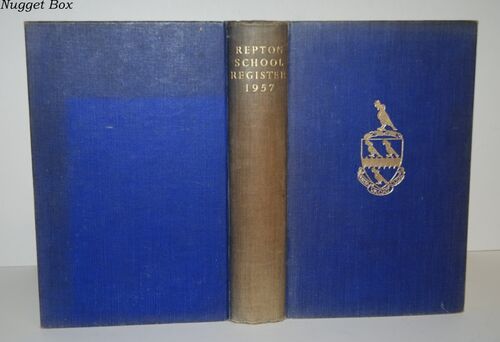 Nugget Box
REPTON
SCHOOL
REGISTER
1957